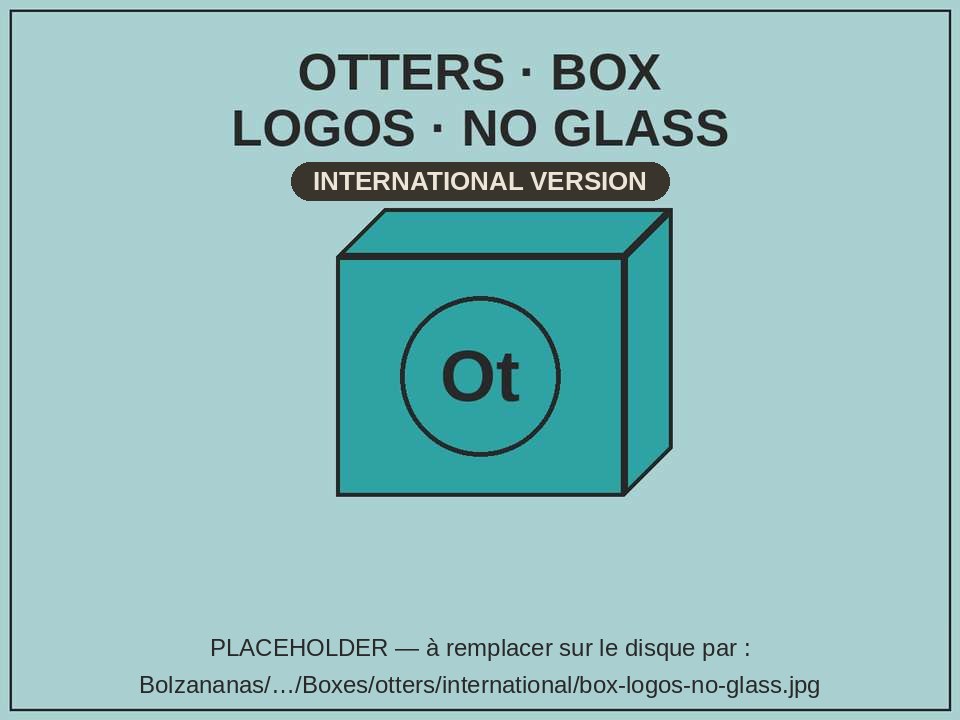 OTTERS · BOX
LOGOS · NO GLASS
INTERNATIONAL VERSION
Ot
PLACEHOLDER — à remplacer sur le disque par :
Bolzananas/…/Boxes/otters/international/box-logos-no-glass.jpg